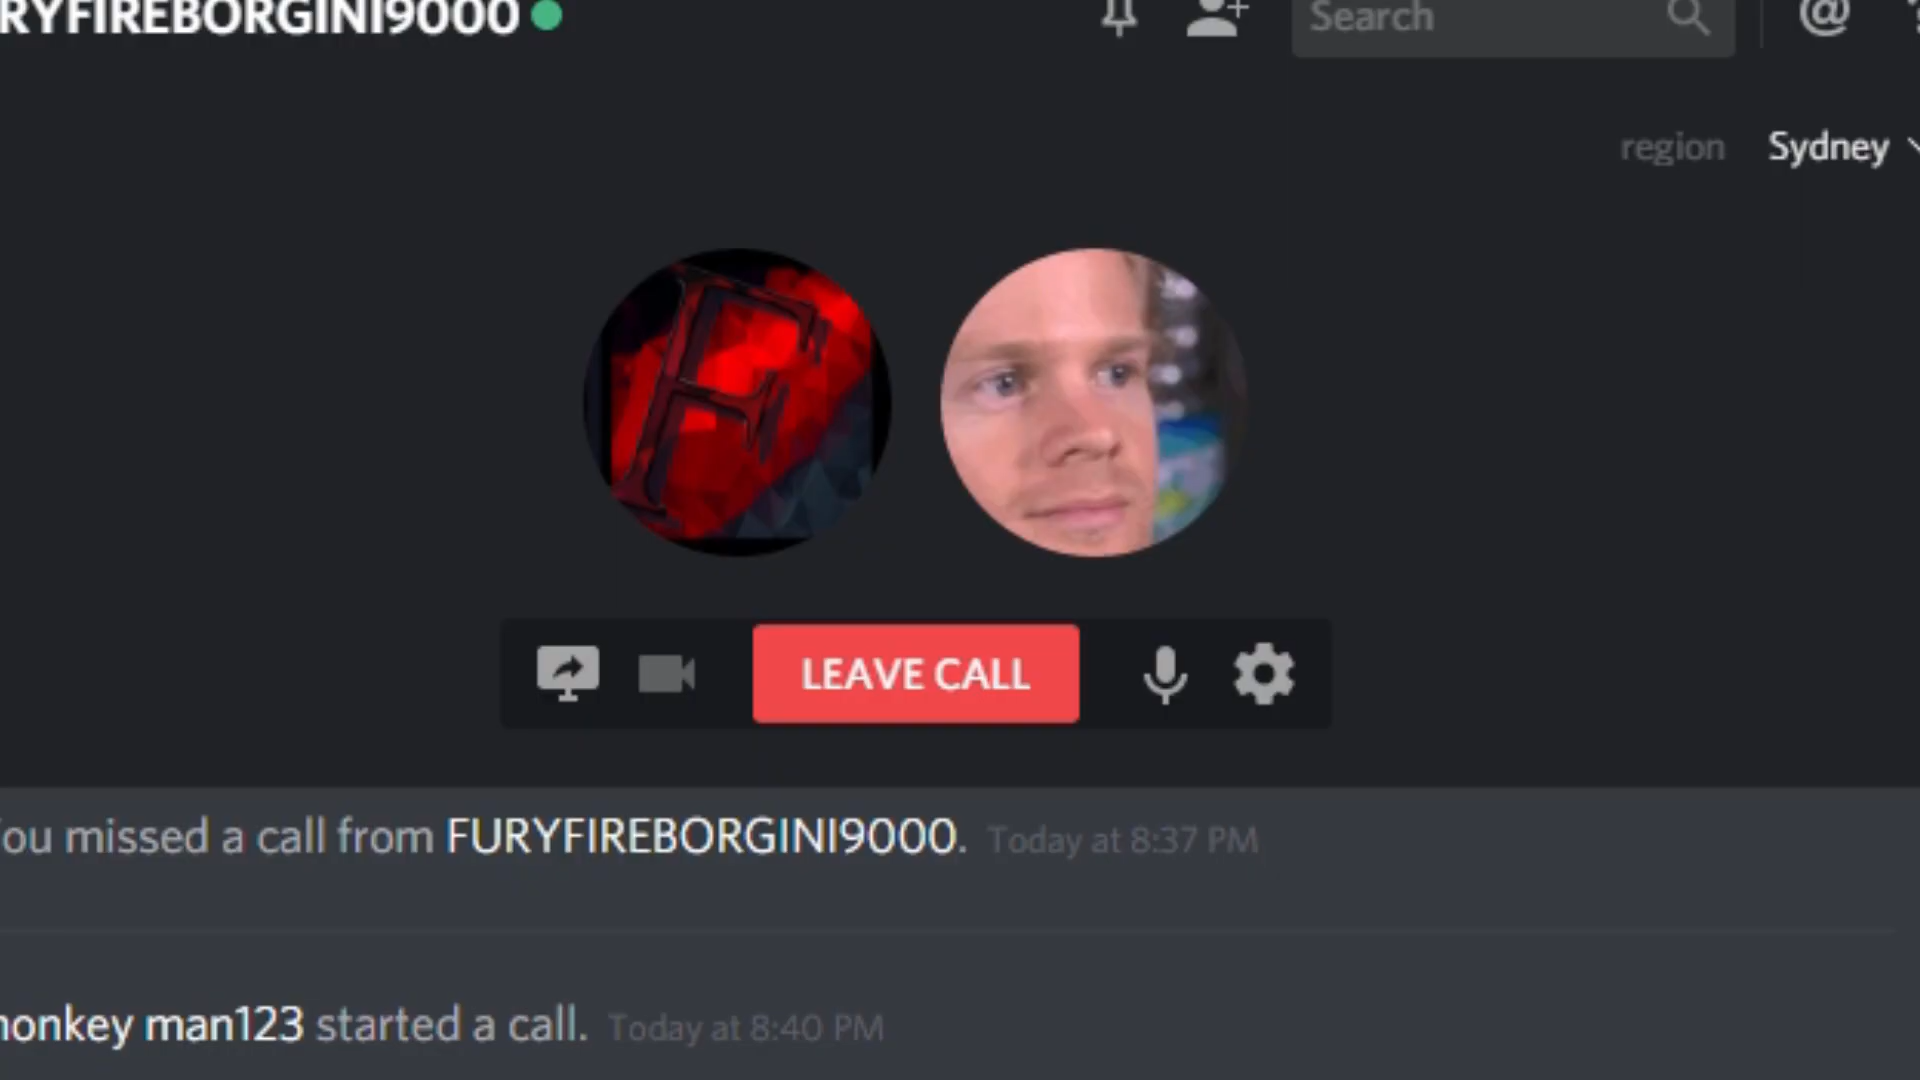 RYFIREBORGINI9000
Search
@
region Sydney
F
LEAVE CALL
ou missed a call from FURYFIREBORGINI9000. Today at 8:37 PM
onkey man123 started a call. Today at 8:40 PM